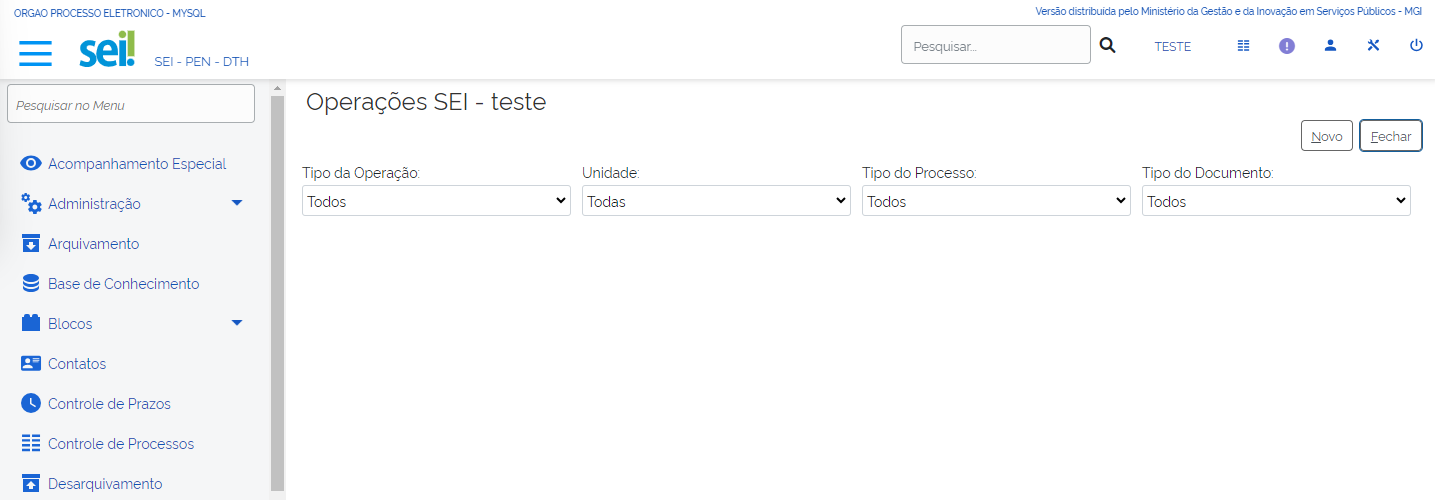 ORGAO PROCESSO ELETRONICO - MYSQL
Versão distribuída pelo Ministério da Gestão e da Inovação em Serviços Públicos - MGI
sei!
SEI - PEN - DTH
Pesquisar...
TESTE
Pesquisar no Menu
Acompanhamento Especial
Administração
Arquivamento
Base de Conhecimento
Blocos
Contatos
Controle de Prazos
Controle de Processos
Desarquivamento
Operações SEI - teste
Novo
Fechar
Tipo da Operação:
Todos
Unidade:
Todas
Tipo do Processo:
Todos
Tipo do Documento:
Todos